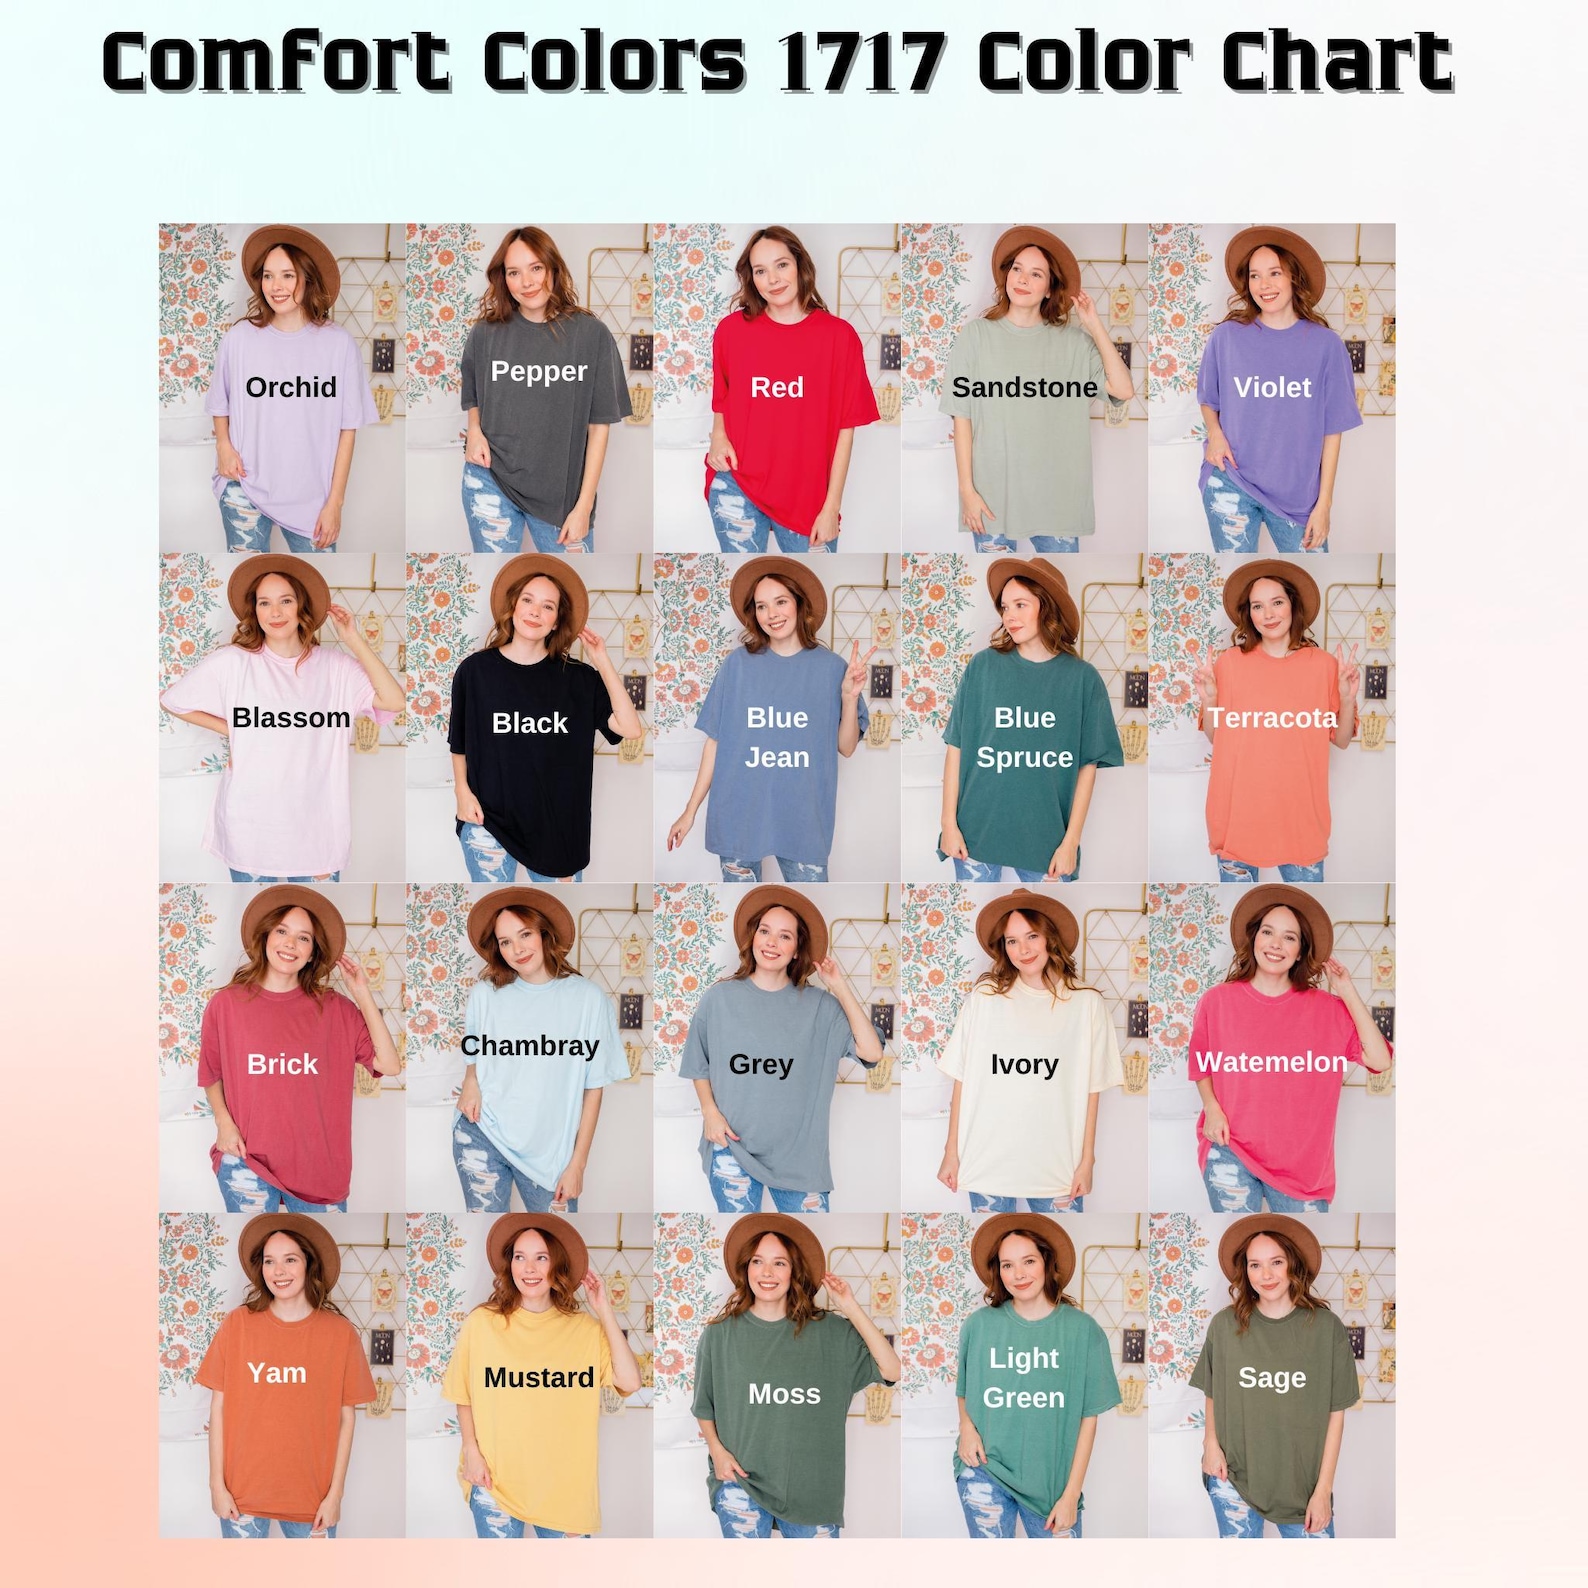 Comfort Colors 1717 Color Chart
Orchid
Pepper
Red
Sandstone
Violet
Blassom
Black
Blue
Jean
Blue
Spruce
Terracota
Brick
Chambray
Grey
Ivory
Watemelon
Yam
Mustard
Moss
Light
Green
Sage